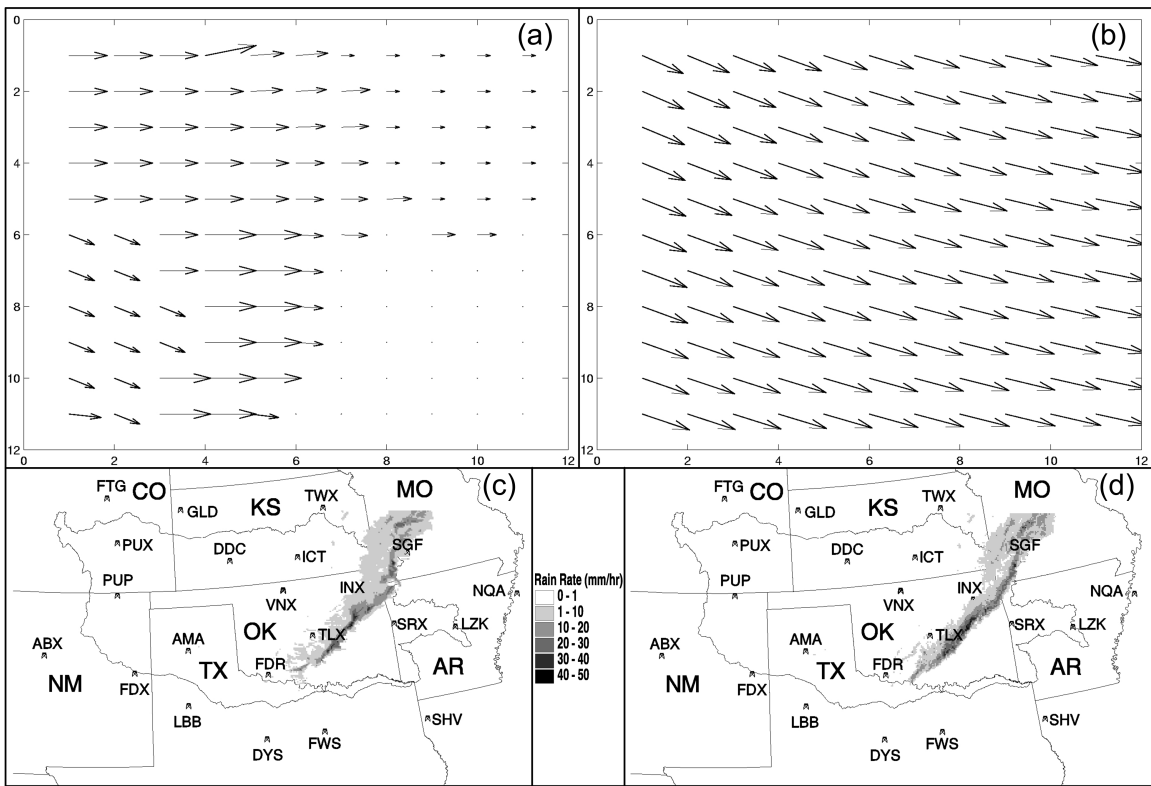 0
2
4
6
8
10
12
2 4 6 8 10 12
(a)
0
2
4
6
8
10
12
2 4 6 8 10 12
(b)
(c)
FTG CO
GLD KS TWX MO
PUX DDC ICT SGF
PUP VNX INX NQA
ABX AMA OK TLX SRX LZK
NM FDX TX FDR AR
LBB SHV
DYS FWS
Rain Rate (mm/hr)
0 - 1
1 - 10
10 - 20
20 - 30
30 - 40
40 - 50
(d)
FTG CO
GLD KS TWX MO
PUX DDC ICT SGF
PUP VNX INX NQA
ABX AMA OK TLX SRX LZK
NM FDX TX FDR AR
LBB SHV
DYS FWS